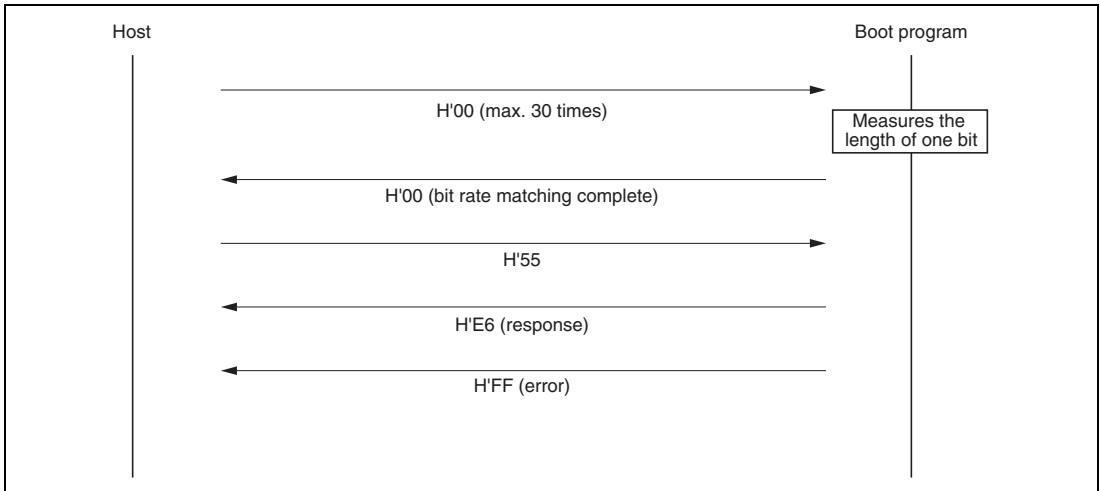 Host
Boot program
H'00 (max. 30 times)
Measures the
length of one bit
H'00 (bit rate matching complete)
H'55
H'E6 (response)
H'FF (error)